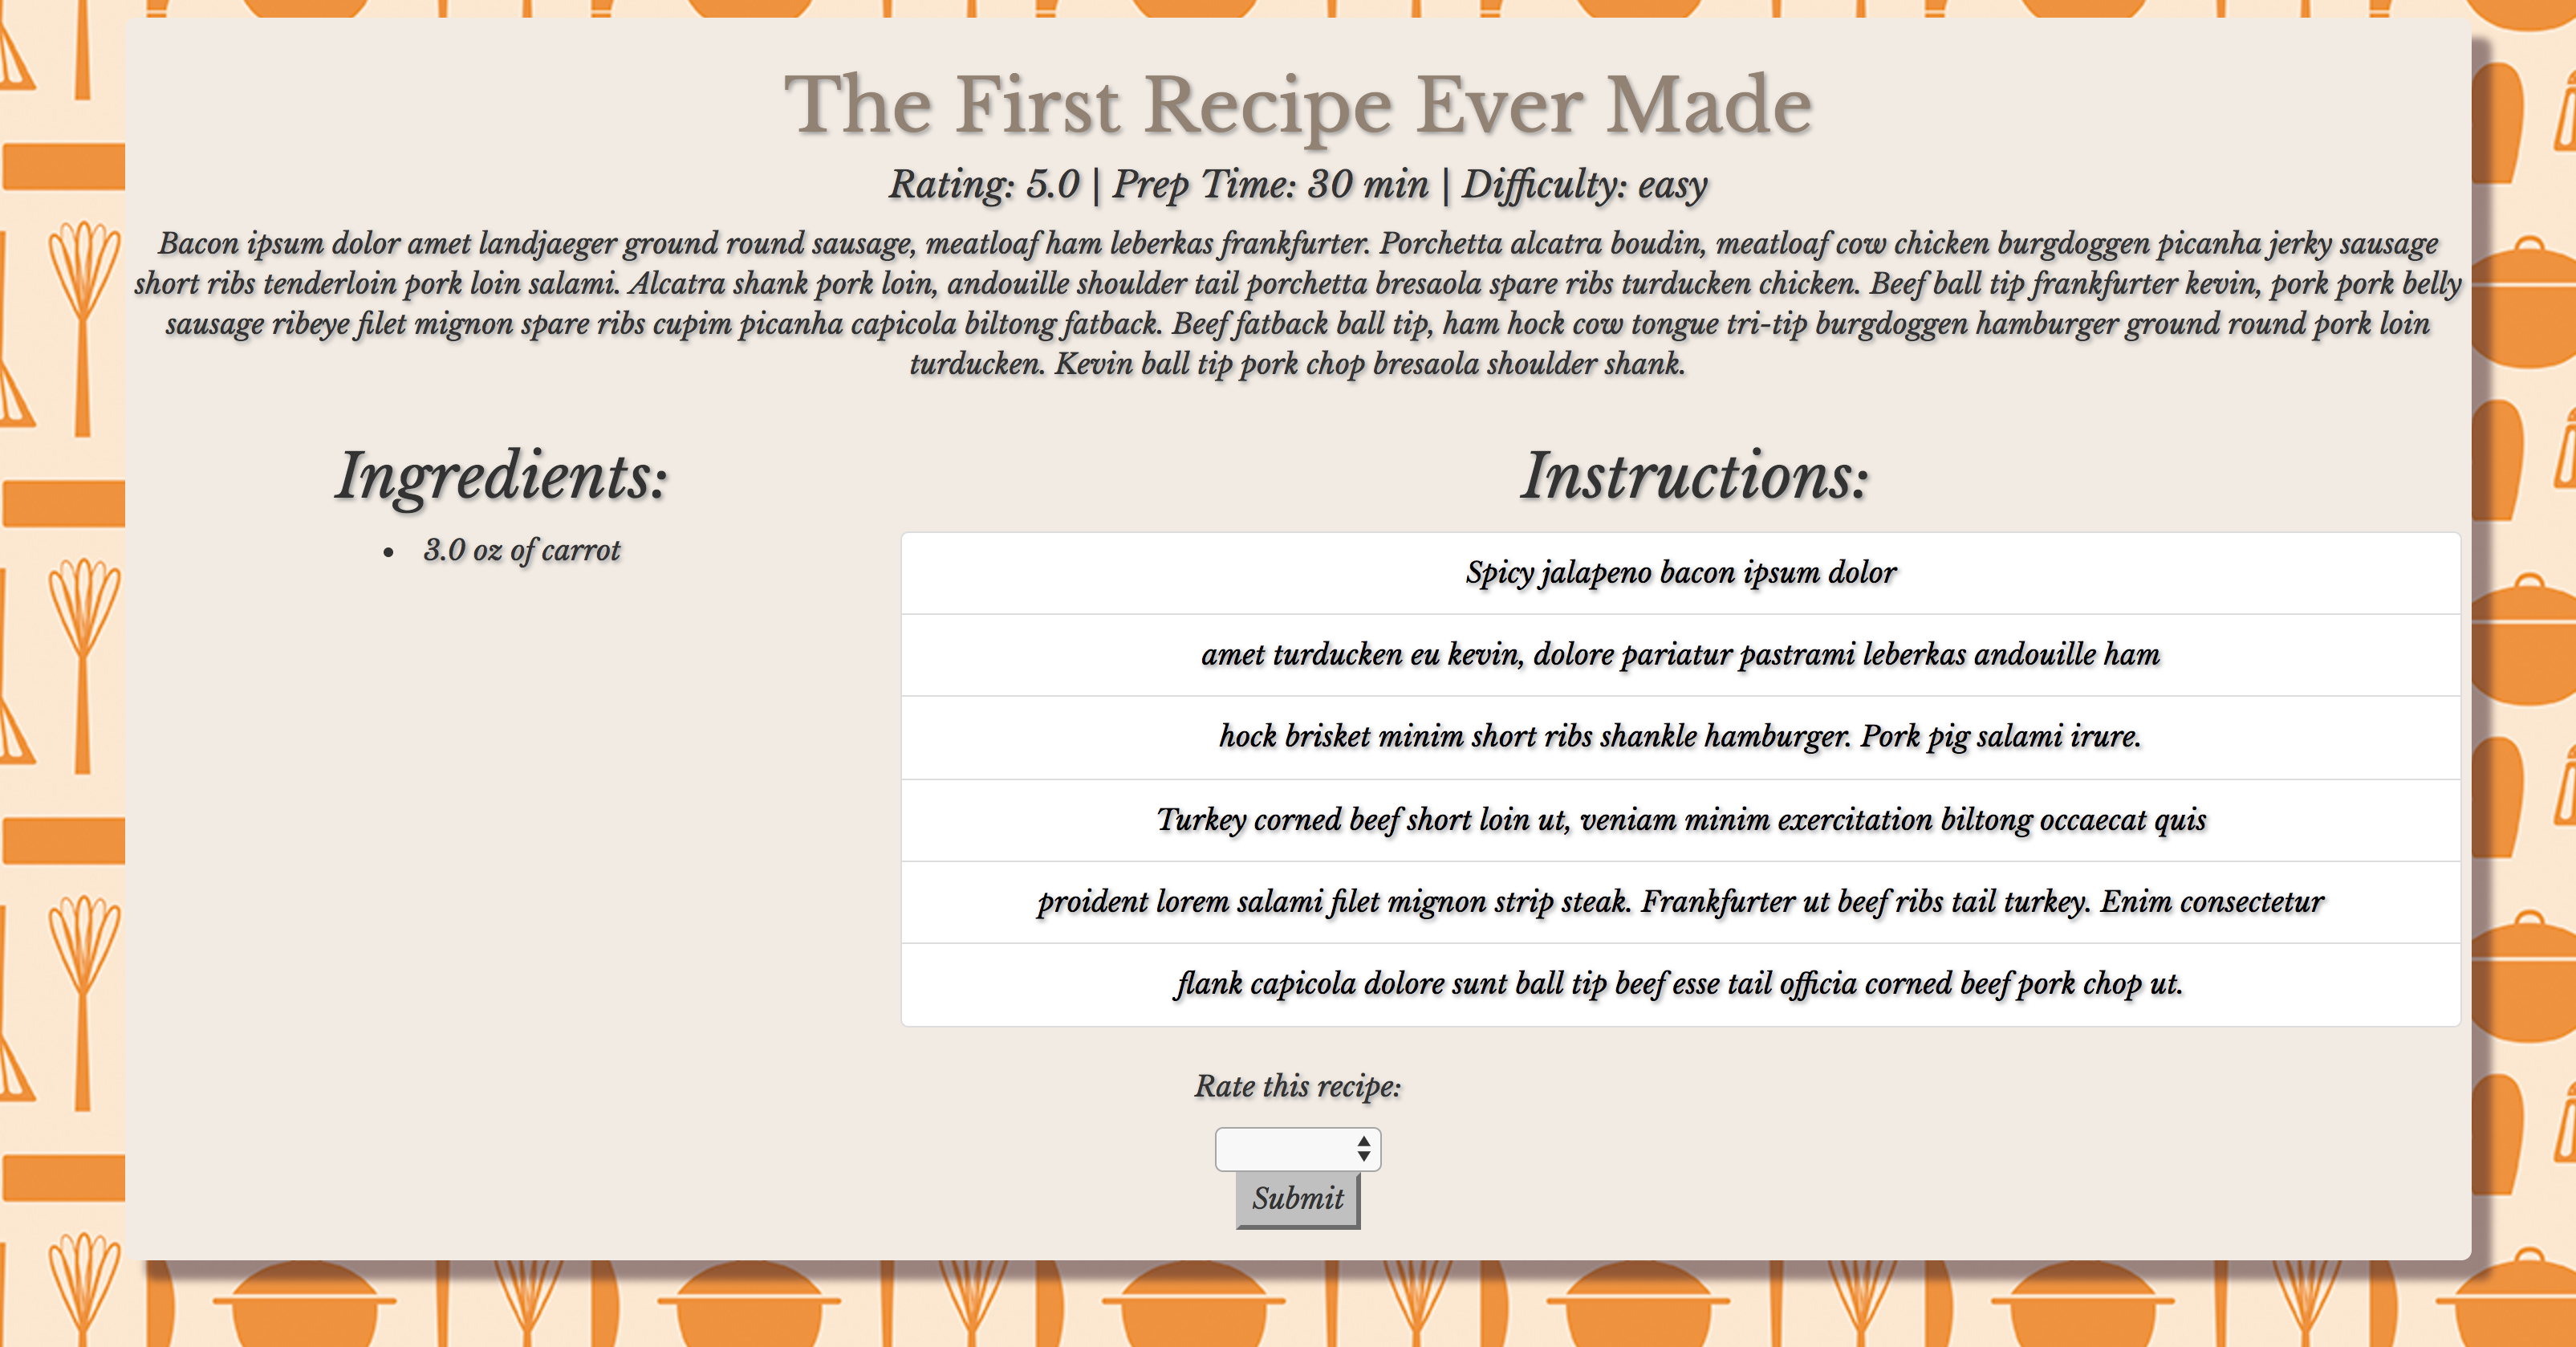 The First Recipe Ever Made
Rating: 5.0 | Prep Time: 30 min | Difficulty: easy
Bacon ipsum dolor amet landjaeger ground round sausage, meatloaf ham leberkas frankfurter. Porchetta alcatra boudin, meatloaf cow chicken burgdoggen picanha jerky sausage
short ribs tenderloin pork loin salami. Alcatra shank pork loin, andouille shoulder tail porchetta bresaola spare ribs turducken chicken. Beef ball tip frankfurter kevin, pork pork belly
sausage ribeye filet mignon spare ribs cupim picanha capicola biltong fatback. Beef fatback ball tip, ham hock cow tongue tri-tip burgdoggen hamburger ground round pork loin
turducken. Kevin ball tip pork chop bresaola shoulder shank.
Ingredients:
• 3.0 oz of carrot
Instructions:
Spicy jalapeno bacon ipsum dolor
amet turducken eu kevin, dolore pariatur pastrami leberkas andouille ham
hock brisket minim short ribs shankle hamburger. Pork pig salami irure.
Turkey corned beef short loin ut, veniam minim exercitation biltong occaecat quis
proident lorem salami filet mignon strip steak. Frankfurter ut beef ribs tail turkey. Enim consectetur
flank capicola dolore sunt ball tip beef esse tail officia corned beef pork chop ut.
Rate this recipe:
Submit